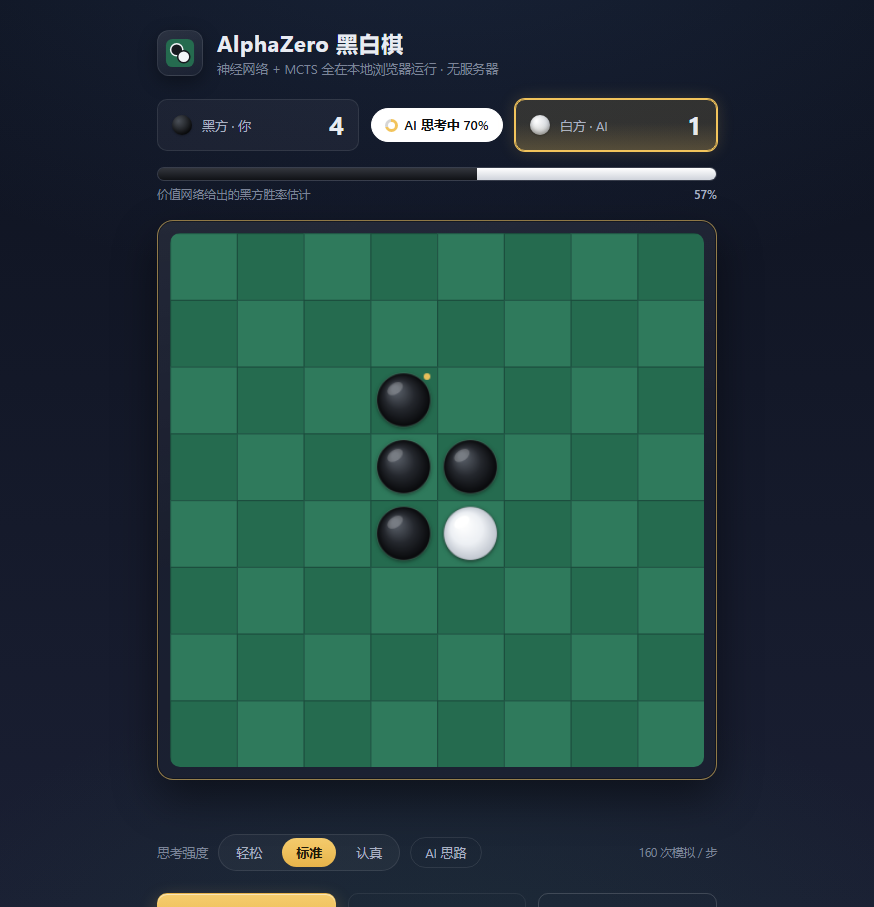 AlphaZero 黑白棋
神经网络 + MCTS 全在本地浏览器运行 · 无服务器
黑方 · 你 4
AI 思考中 70%
白方 · AI 1
价值网络给出的黑方胜率估计 57%
思考强度 轻松 标准 认真 AI 思路 160 次模拟 / 步